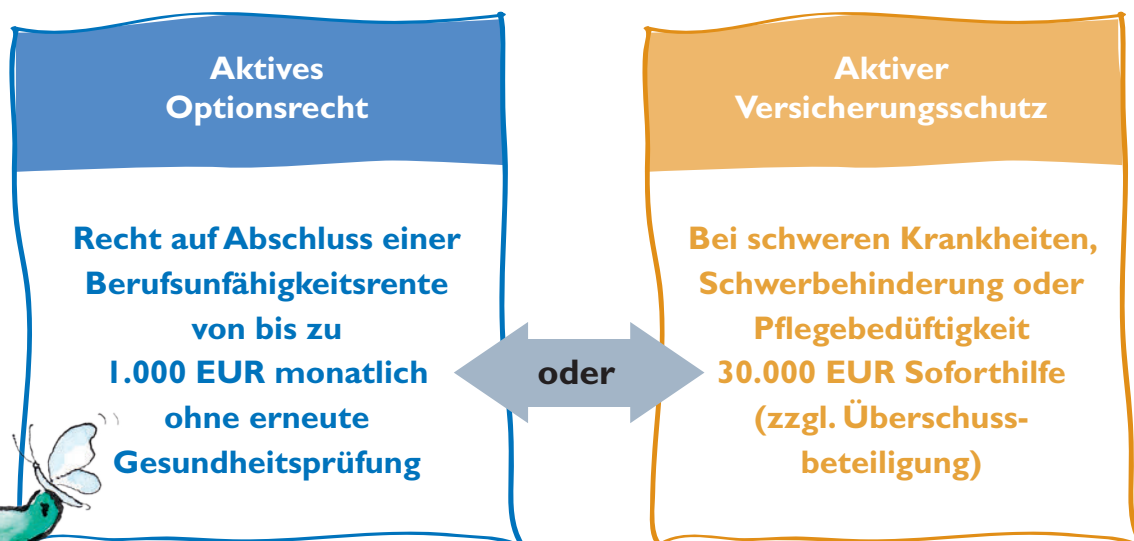 Aktives
Optionsrecht
Recht auf Abschluss einer
Berufsunfähigkeitsrente
von bis zu
1.000 EUR monatlich
ohne erneute
Gesundheitsprüfung
oder
Aktiver
Versicherungsschutz
Bei schweren Krankheiten,
Schwerbehinderung oder
Pflegebedüftigkeit
30.000 EUR Soforthilfe
(zzgl. Überschuss-
beteiligung)